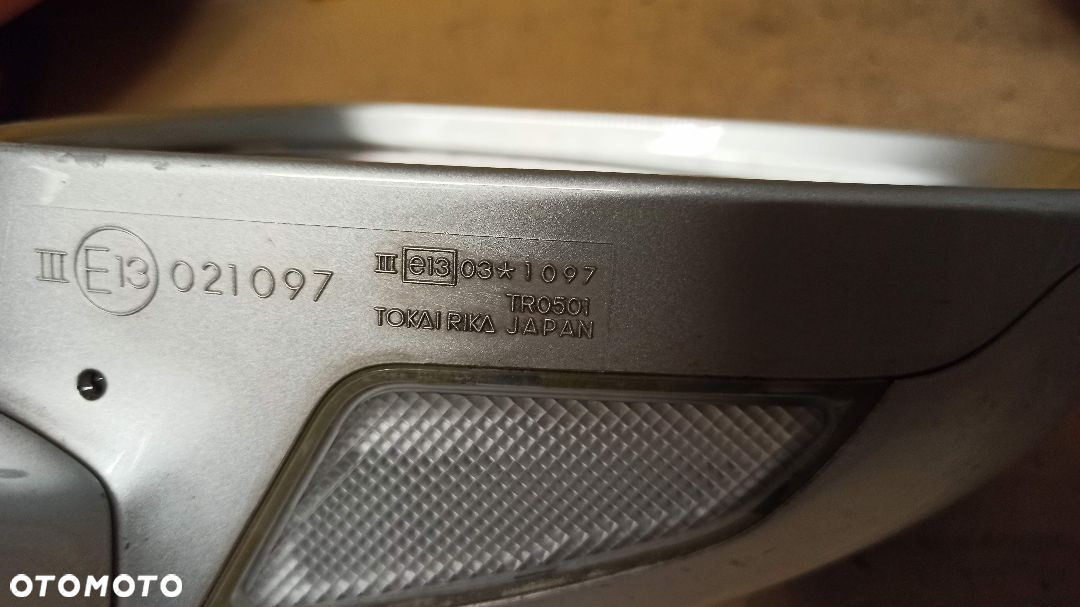 III E13 021097
III e13 03*1097
TR0501
TOKAI RIKA JAPAN
OTOMOTO